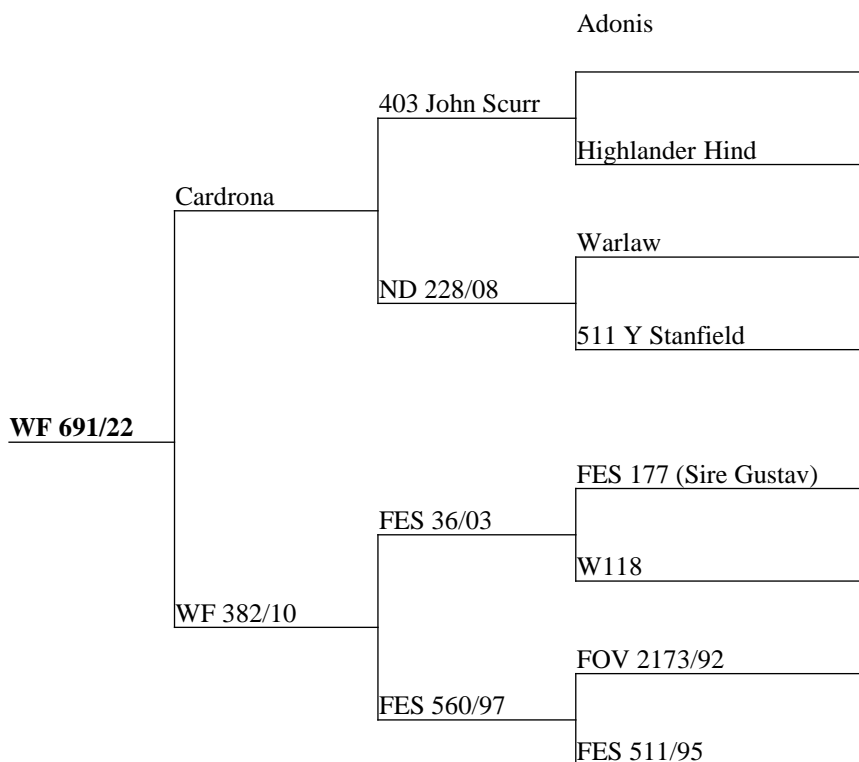 Adonis
403 John Scurr
Highlander Hind
Cardrona
Warlaw
ND 228/08
511 Y Stanfield
WF 691/22
FES 177 (Sire Gustav)
FES 36/03
W118
WF 382/10
FOV 2173/92
FES 560/97
FES 511/95